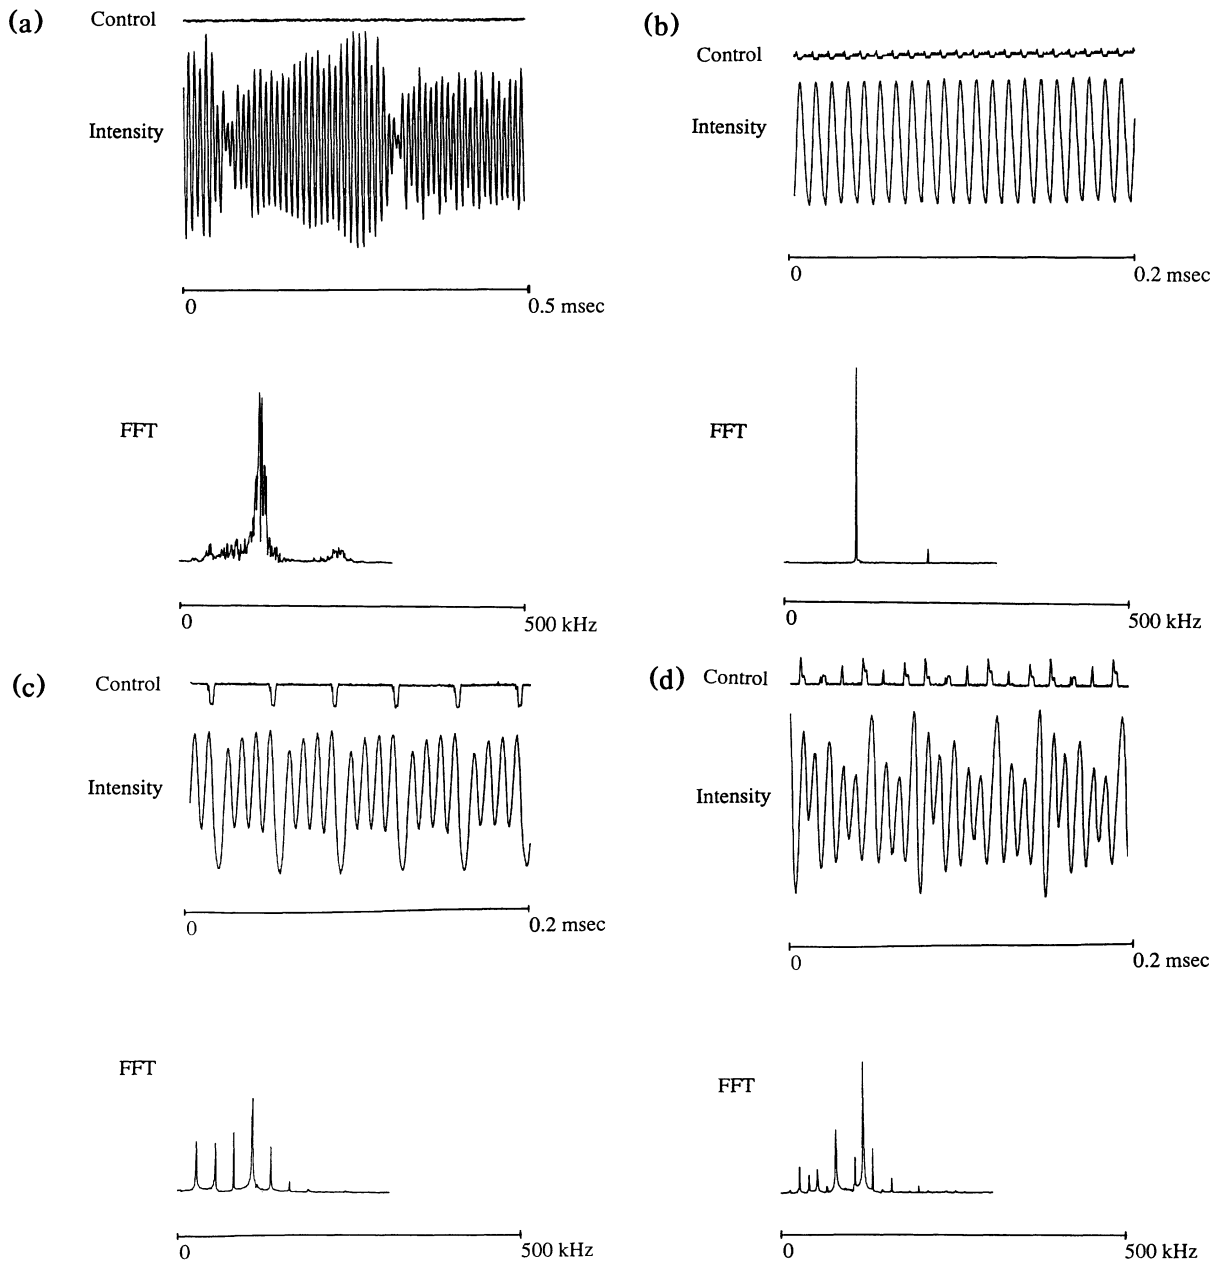 (a)
Control
Intensity
0
0.5 msec
FFT
0
500 kHz
(b)
Control
Intensity
0
0.2 msec
FFT
0
500 kHz
(c)
Control
Intensity
0
0.2 msec
FFT
0
500 kHz
(d)
Control
Intensity
0
0.2 msec
FFT
0
500 kHz